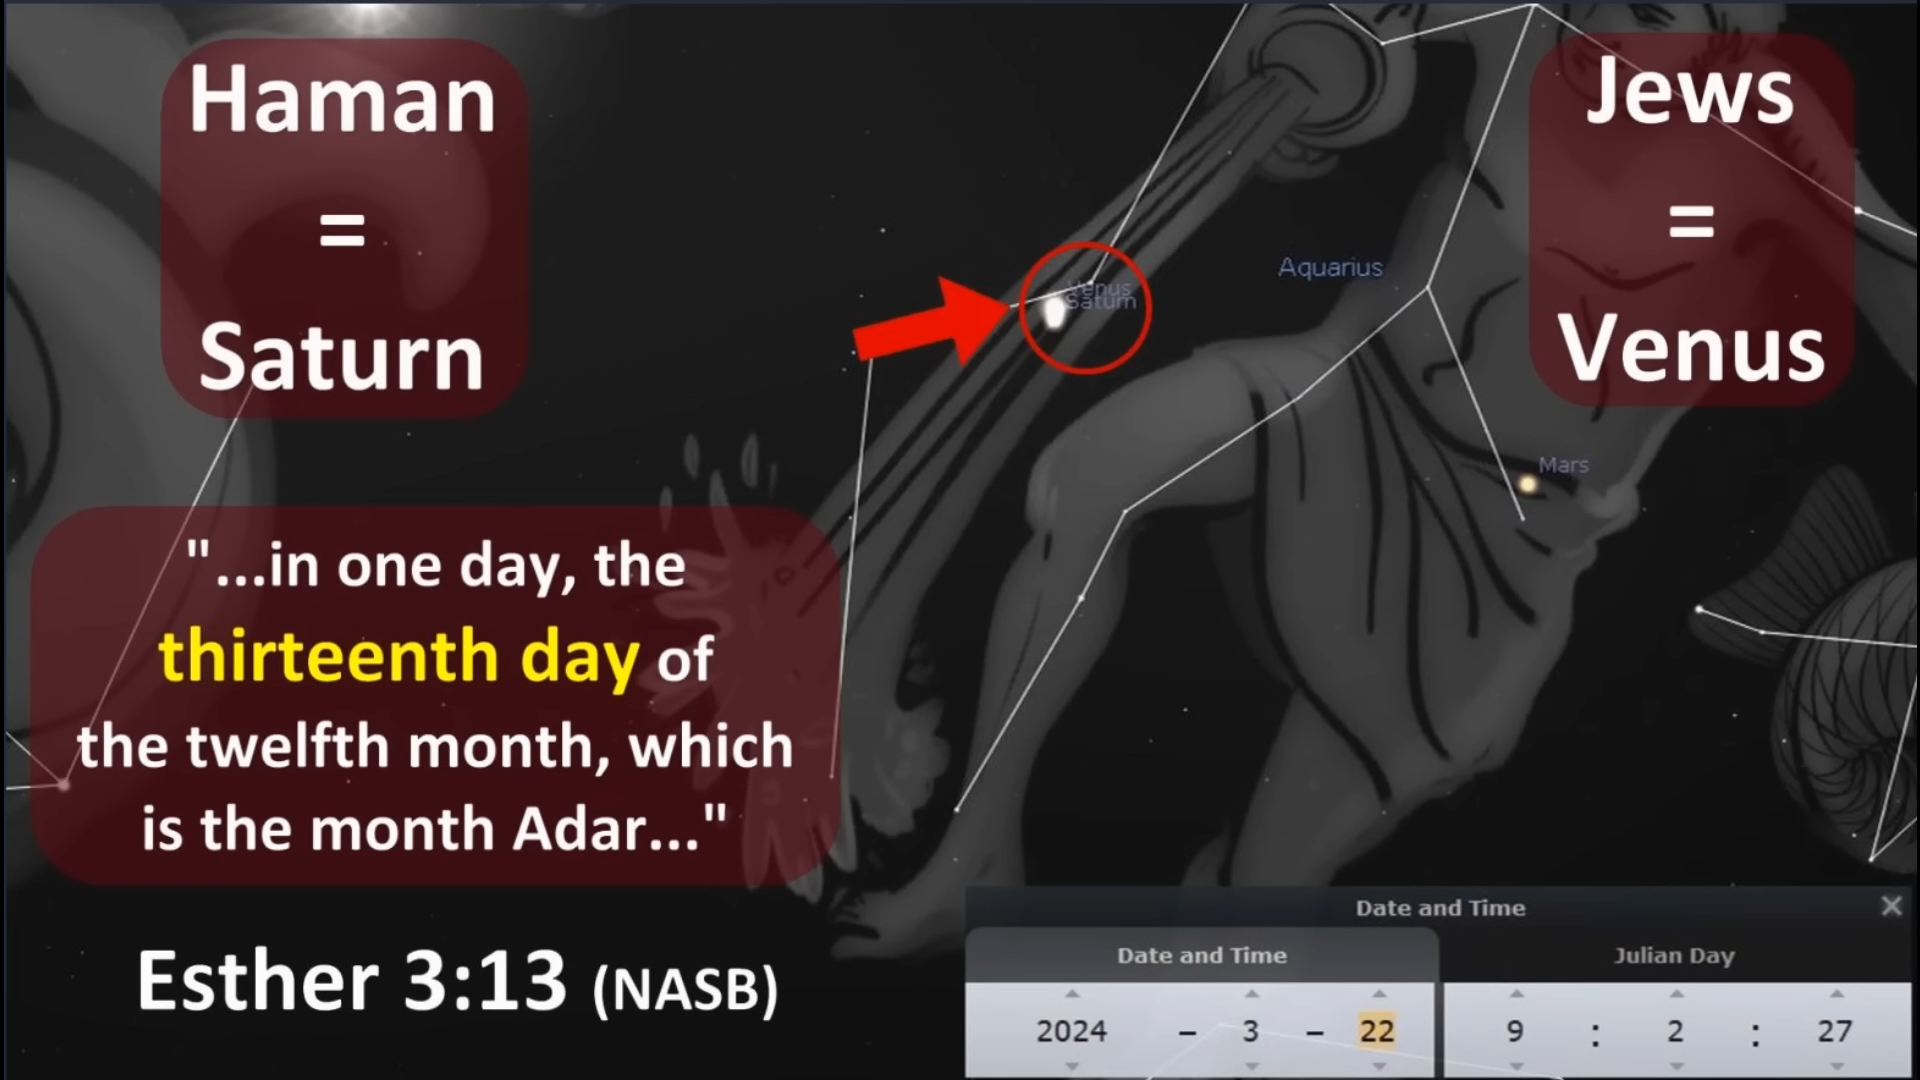 Haman
=
Saturn
Jews
=
Venus
Venus
Saturn
Aquarius
Mars
"...in one day, the
thirteenth day of
the twelfth month, which
is the month Adar..."
Esther 3:13 (NASB)
Date and Time
Date and Time
Julian Day
2024 - 3 - 22
9 : 2 : 27